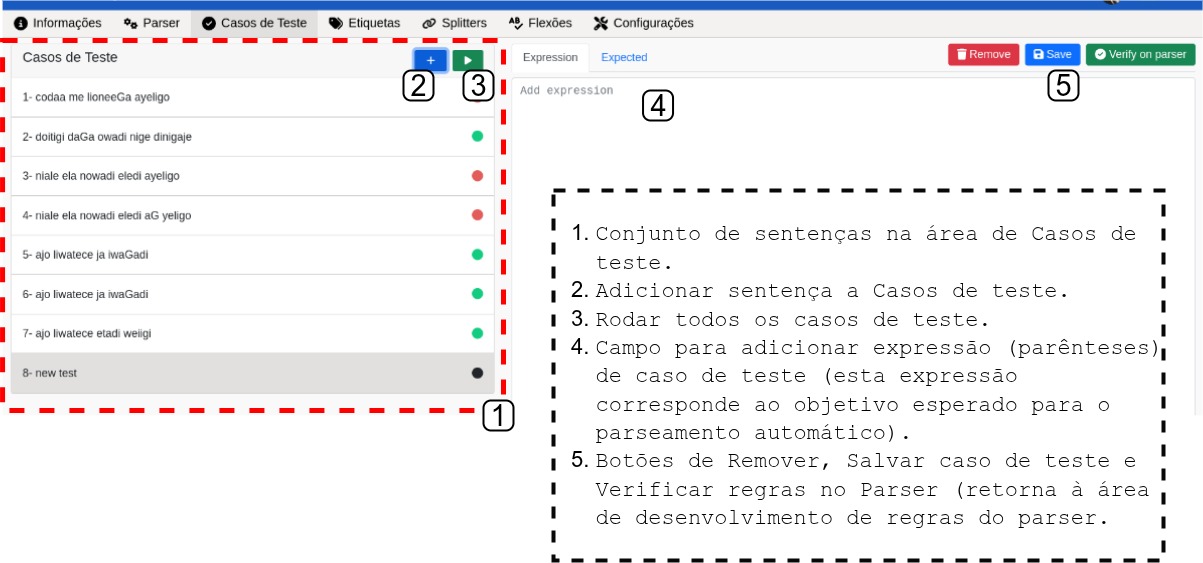 Informações Parser Casos de Teste Etiquetas Splitters Flexões Configurações
Casos de Teste
+
2
3
1- codaa me lioneeGa ayeligo
2- doitigi daGa owadi nige dinigaje
3- niale ela nowadi eledi ayeligo
4- niale ela nowadi eledi aG yeligo
5- ajo liwatece ja iwaGadi
6- ajo liwatece ja iwaGadi
7- ajo liwatece etadi weiigi
8- new test
1
Expression Expected Remove Save Verify on parser
Add expression
4
5
1. Conjunto de sentenças na área de Casos de
teste.
2. Adicionar sentença a Casos de teste.
3. Rodar todos os casos de teste.
4. Campo para adicionar expressão (parênteses)
de caso de teste (esta expressão
corresponde ao objetivo esperado para o
parseamento automático).
5. Botões de Remover, Salvar caso de teste e
Verificar regras no Parser (retorna à área
de desenvolvimento de regras do parser.